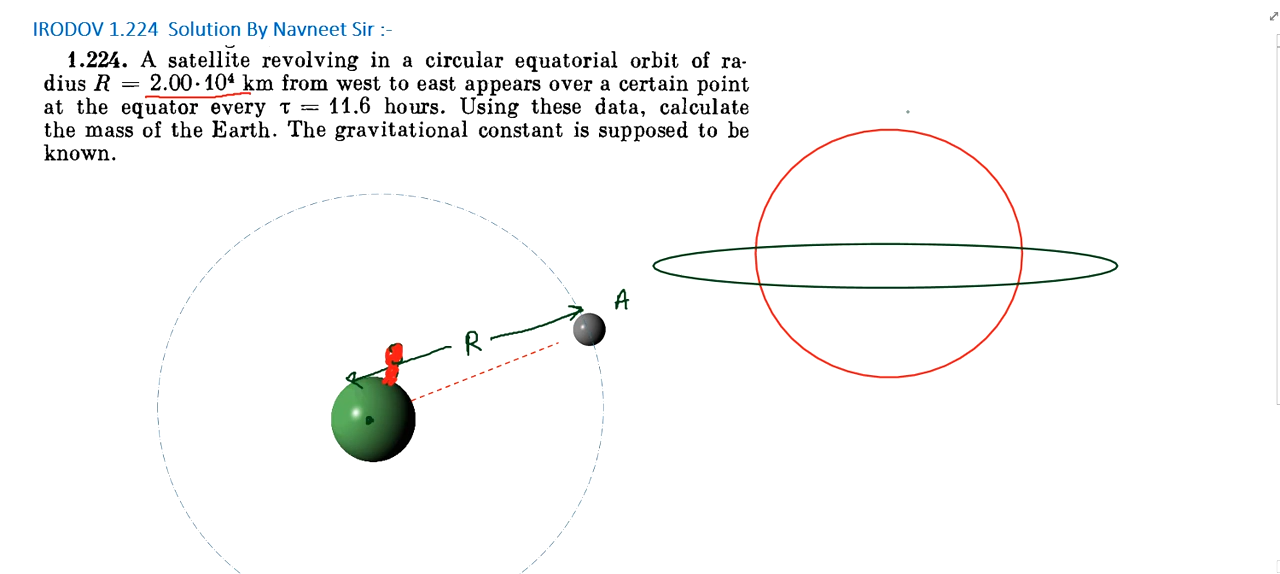 IRODOV 1.224 Solution By Navneet Sir :-
1.224. A satellite revolving in a circular equatorial orbit of ra-
dius R = 2.00·10⁴ km from west to east appears over a certain point
at the equator every τ = 11.6 hours. Using these data, calculate
the mass of the Earth. The gravitational constant is supposed to be
known.
A
R